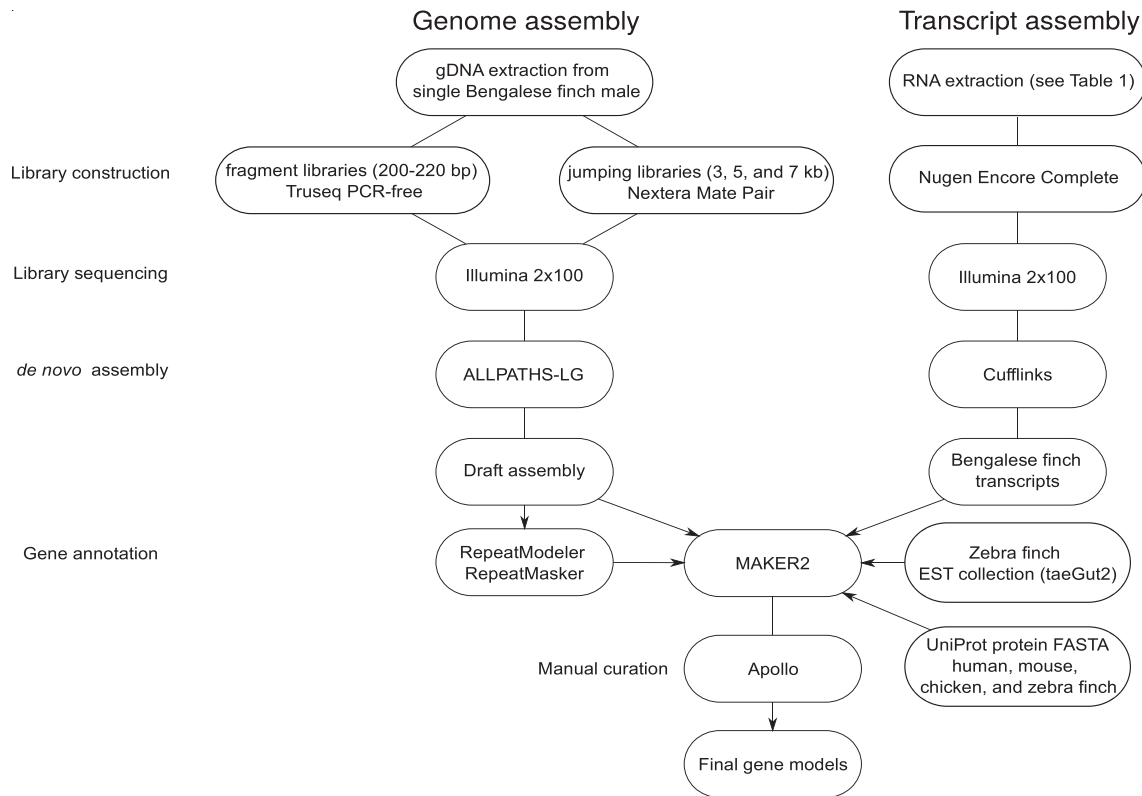 Genome assembly
Transcript assembly
gDNA extraction from
single Bengalese finch male
RNA extraction (see Table 1)
Library construction
fragment libraries (200-220 bp)
Truseq PCR-free
jumping libraries (3, 5, and 7 kb)
Nextera Mate Pair
Nugen Encore Complete
Library sequencing
Illumina 2x100
Illumina 2x100
de novo assembly
ALLPATHS-LG
Cufflinks
Draft assembly
Bengalese finch
transcripts
Gene annotation
RepeatModeler
RepeatMasker
MAKER2
Zebra finch
EST collection (taeGut2)
UniProt protein FASTA
human, mouse,
chicken, and zebra finch
Manual curation
Apollo
Final gene models